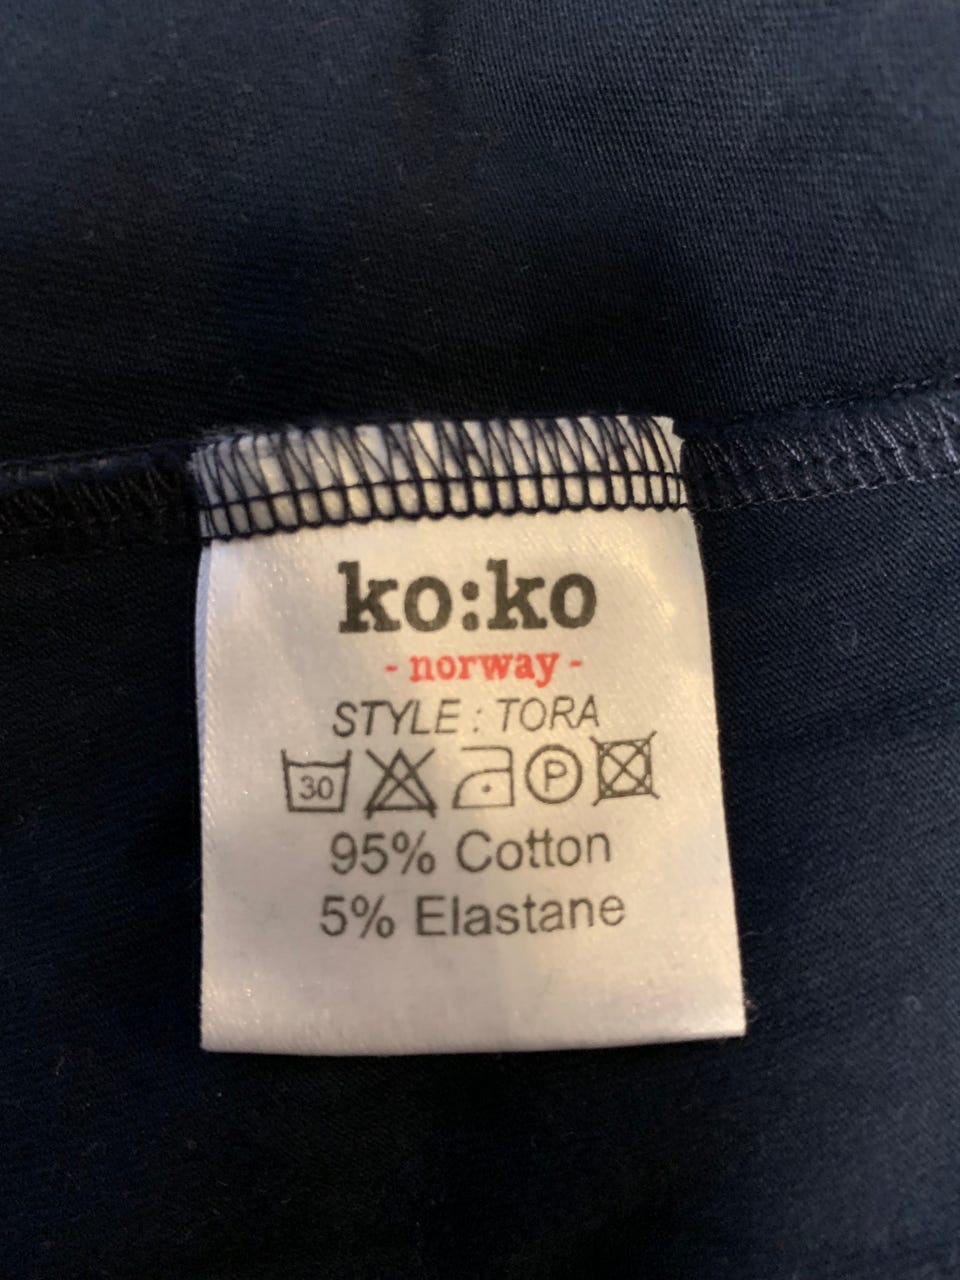 ko:ko
- norway -
STYLE : TORA
30 P
95% Cotton
5% Elastane